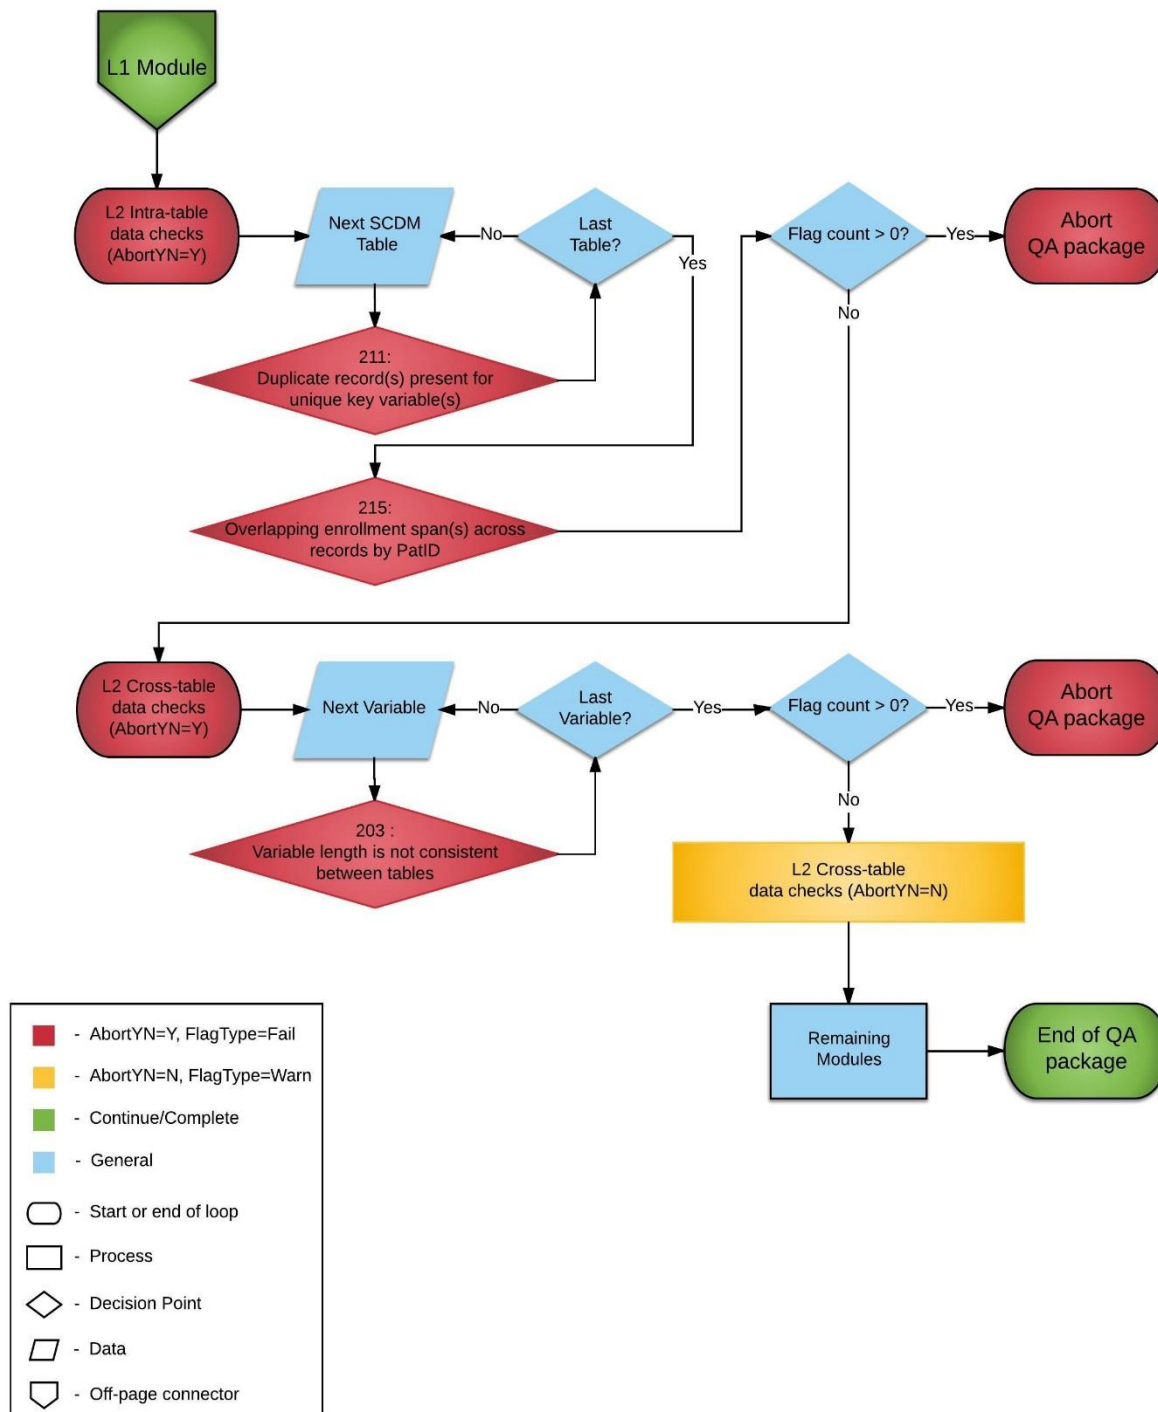 L1 Module
L2 Intra-table
data checks
(AbortYN=Y)
Next SCDM
Table
No
Last
Table?
Yes
Flag count > 0?
Yes
Abort
QA package
No
211:
Duplicate record(s) present for
unique key variable(s)
215:
Overlapping enrollment span(s) across
records by PatID
L2 Cross-table
data checks
(AbortYN=Y)
Next Variable
No
Last
Variable?
Yes
Flag count > 0?
Yes
Abort
QA package
No
203 :
Variable length is not consistent
between tables
L2 Cross-table
data checks (AbortYN=N)
Remaining
Modules
End of QA
package
- AbortYN=Y, FlagType=Fail
- AbortYN=N, FlagType=Warn
- Continue/Complete
- General
- Start or end of loop
- Process
- Decision Point
- Data
- Off-page connector